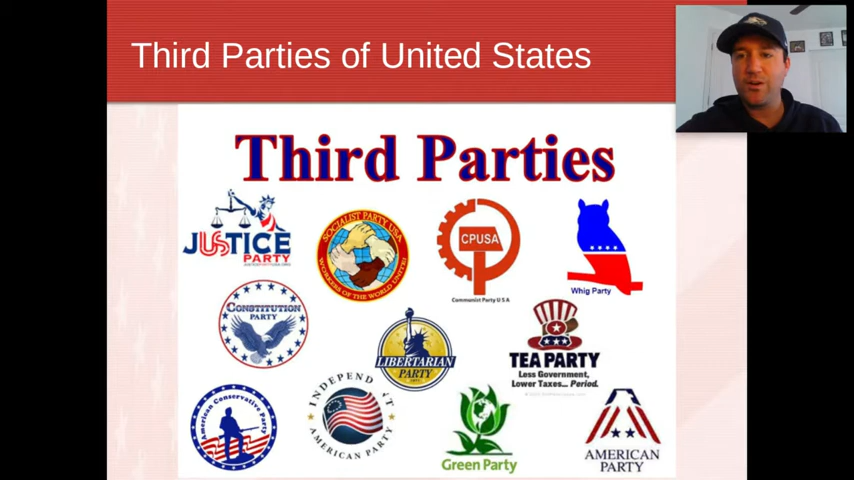 Third Parties of United States
Third Parties
JUSTICE
PARTY
SOCIALIST PARTY USA
WORKERS OF THE WORLD UNITE!
CPUSA
Communist Party U S A
Whig Party
CONSTITUTION
PARTY
LIBERTARIAN
PARTY
TEA PARTY
Less Government,
Lower Taxes... Period.
American Conservative Party
INDEPENDENT
AMERICAN PARTY
Green Party
AMERICAN
PARTY